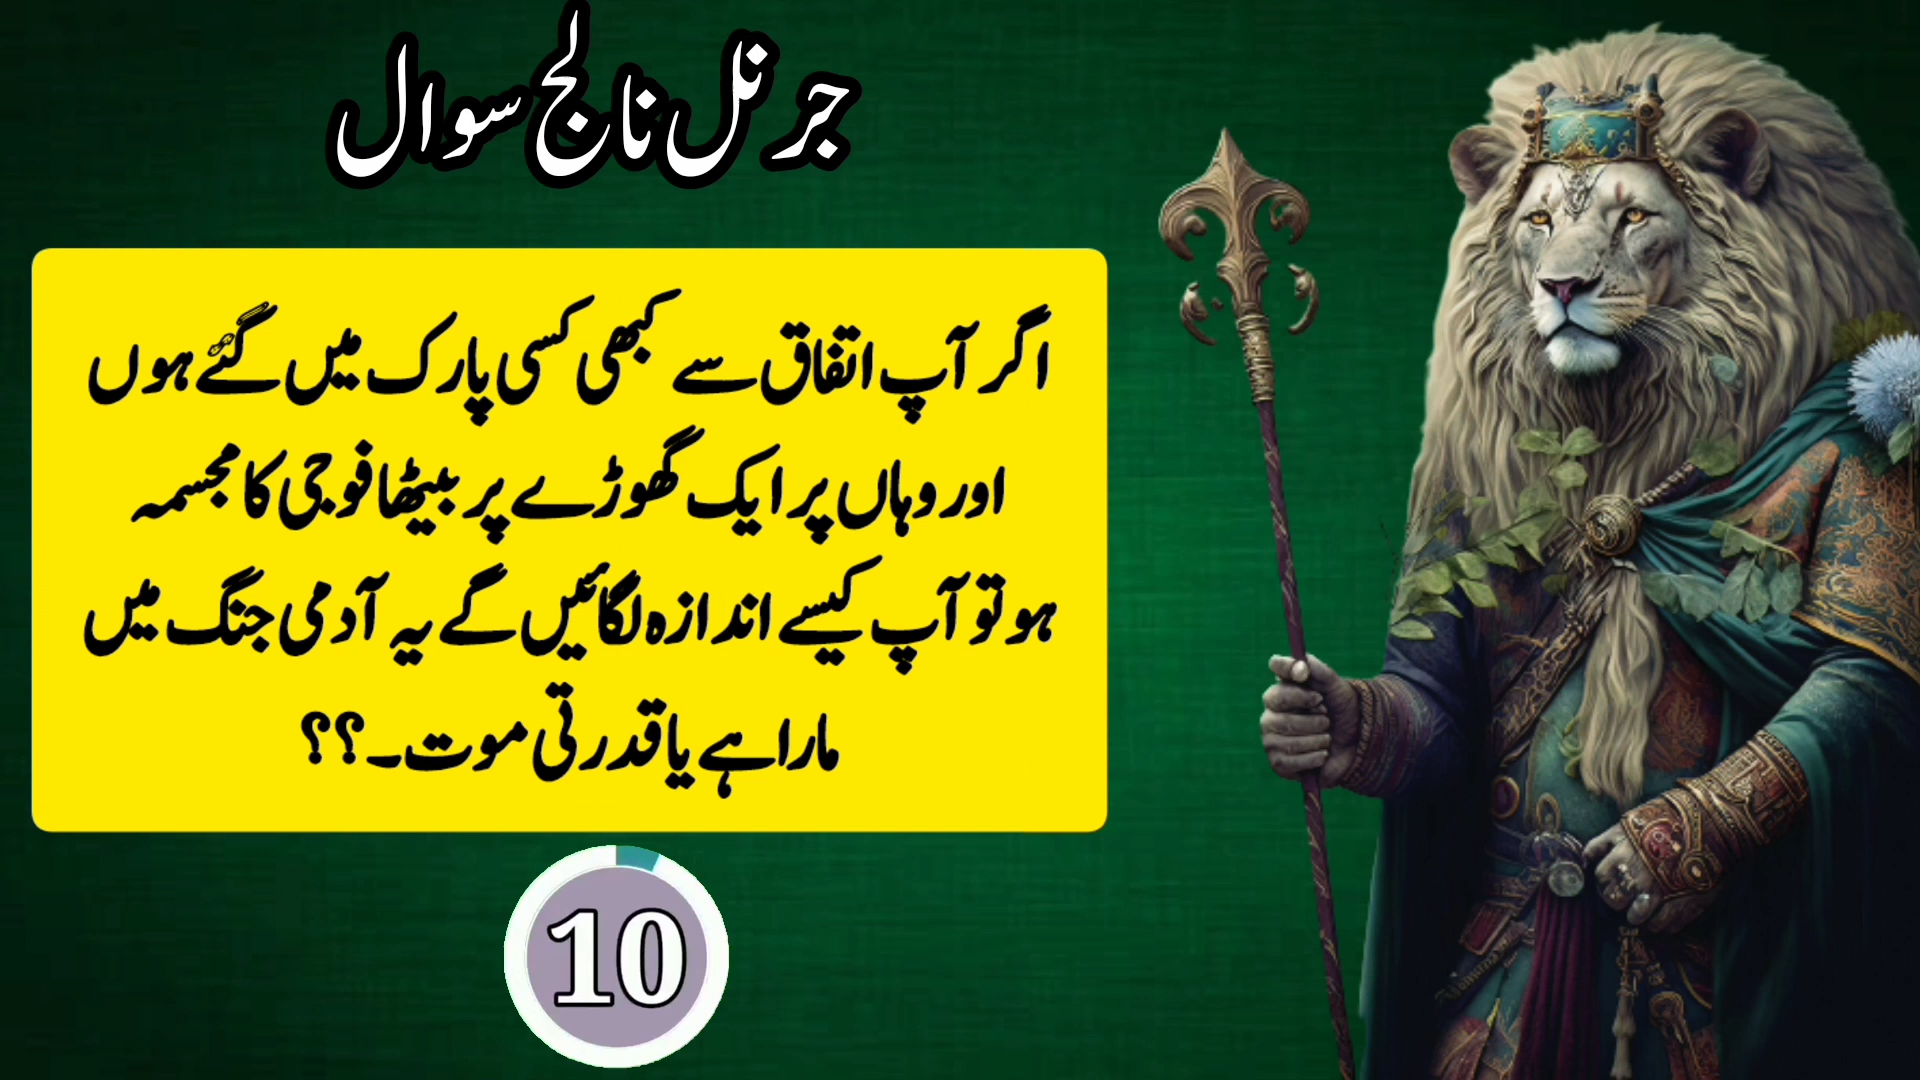 جرنل نالج سوال
اگر آپ اتفاق سے کبھی کسی پارک میں گئے ہوں
اور وہاں پر ایک گھوڑے پر بیٹھا فوجی کا مجسمہ
ہو تو آپ کیسے اندازہ لگائیں گے یہ آدمی جنگ میں
مارا ہے یا قدرتی موت۔؟؟
10